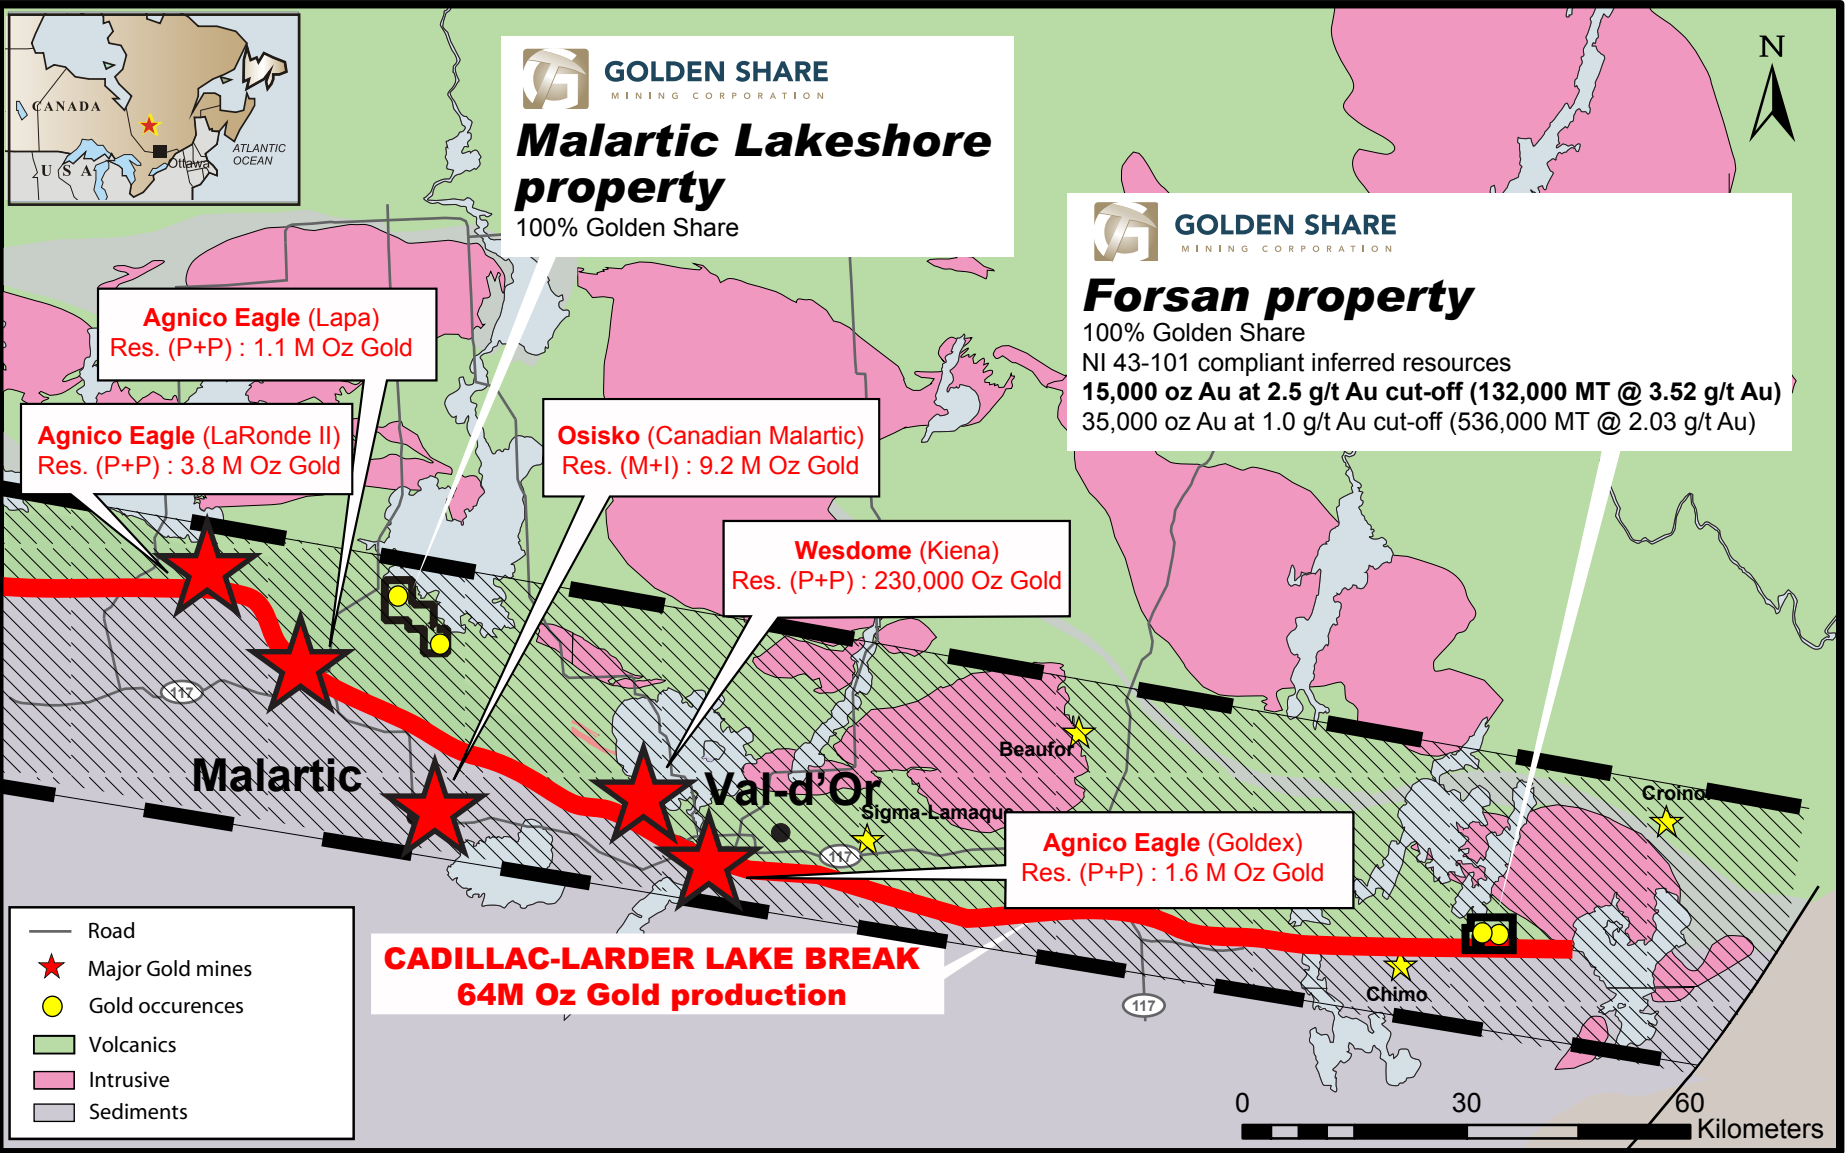 CANADA
U S A
Ottawa
ATLANTIC
OCEAN
GOLDEN SHARE
MINING CORPORATION
Malartic Lakeshore
property
100% Golden Share
N
GOLDEN SHARE
MINING CORPORATION
Forsan property
100% Golden Share
NI 43-101 compliant inferred resources
15,000 oz Au at 2.5 g/t Au cut-off (132,000 MT @ 3.52 g/t Au)
35,000 oz Au at 1.0 g/t Au cut-off (536,000 MT @ 2.03 g/t Au)
Agnico Eagle (Lapa)
Res. (P+P) : 1.1 M Oz Gold
Agnico Eagle (LaRonde II)
Res. (P+P) : 3.8 M Oz Gold
Osisko (Canadian Malartic)
Res. (M+I) : 9.2 M Oz Gold
Wesdome (Kiena)
Res. (P+P) : 230,000 Oz Gold
117
Malartic
Val-d'Or
Beaufor
Sigma-Lamaque
Croinor
117
Agnico Eagle (Goldex)
Res. (P+P) : 1.6 M Oz Gold
CADILLAC-LARDER LAKE BREAK
64M Oz Gold production
Chimo
117
Road
Major Gold mines
Gold occurences
Volcanics
Intrusive
Sediments
0 30 60
Kilometers